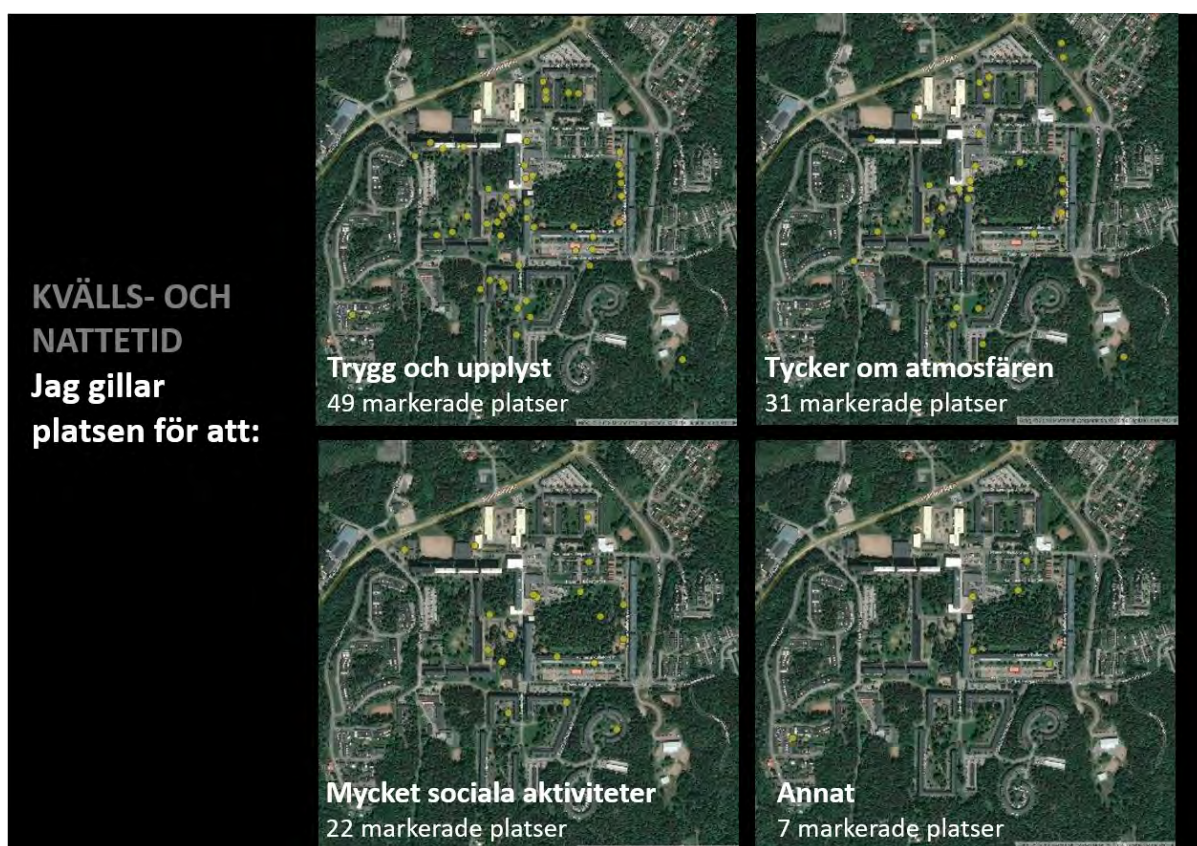 KVÄLLS- OCH
NATTETID
Jag gillar
platsen för att:
Trygg och upplyst
49 markerade platser
Tycker om atmosfären
31 markerade platser
Mycket sociala aktiviteter
22 markerade platser
Annat
7 markerade platser